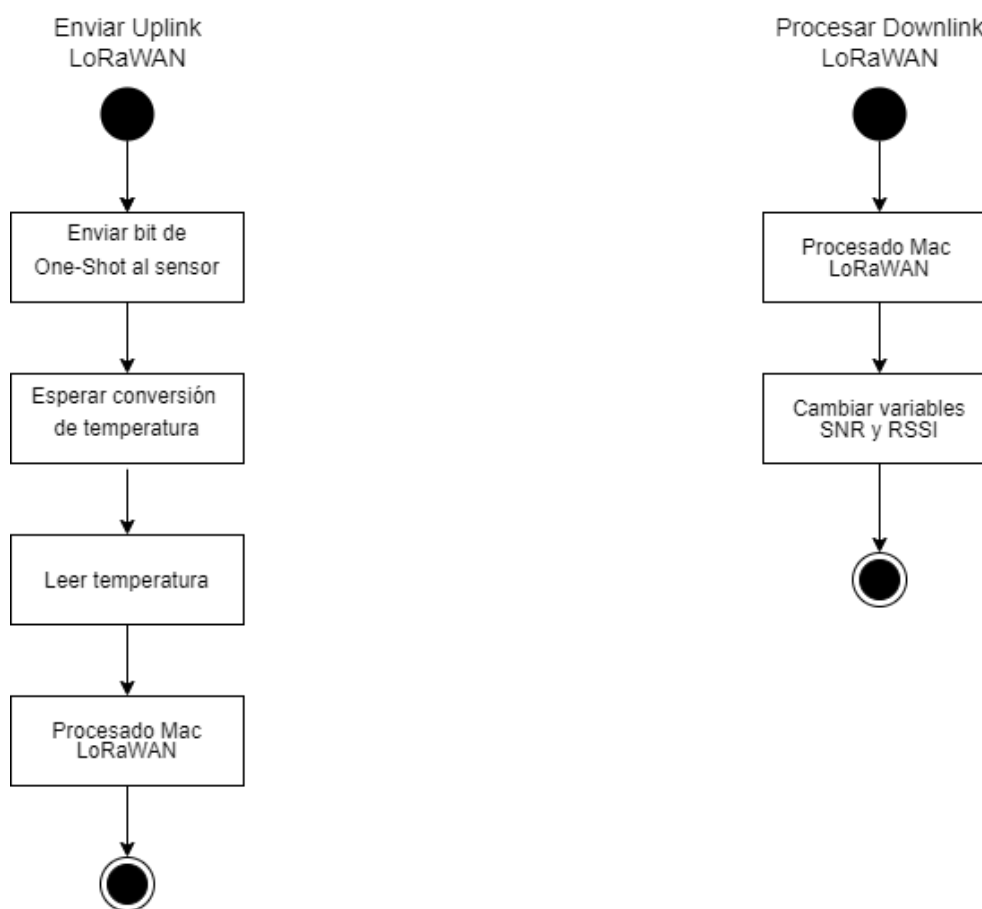 Enviar Uplink
LoRaWAN
Enviar bit de
One-Shot al sensor
Esperar conversión
de temperatura
Leer temperatura
Procesado Mac
LoRaWAN
Procesar Downlink
LoRaWAN
Procesado Mac
LoRaWAN
Cambiar variables
SNR y RSSI